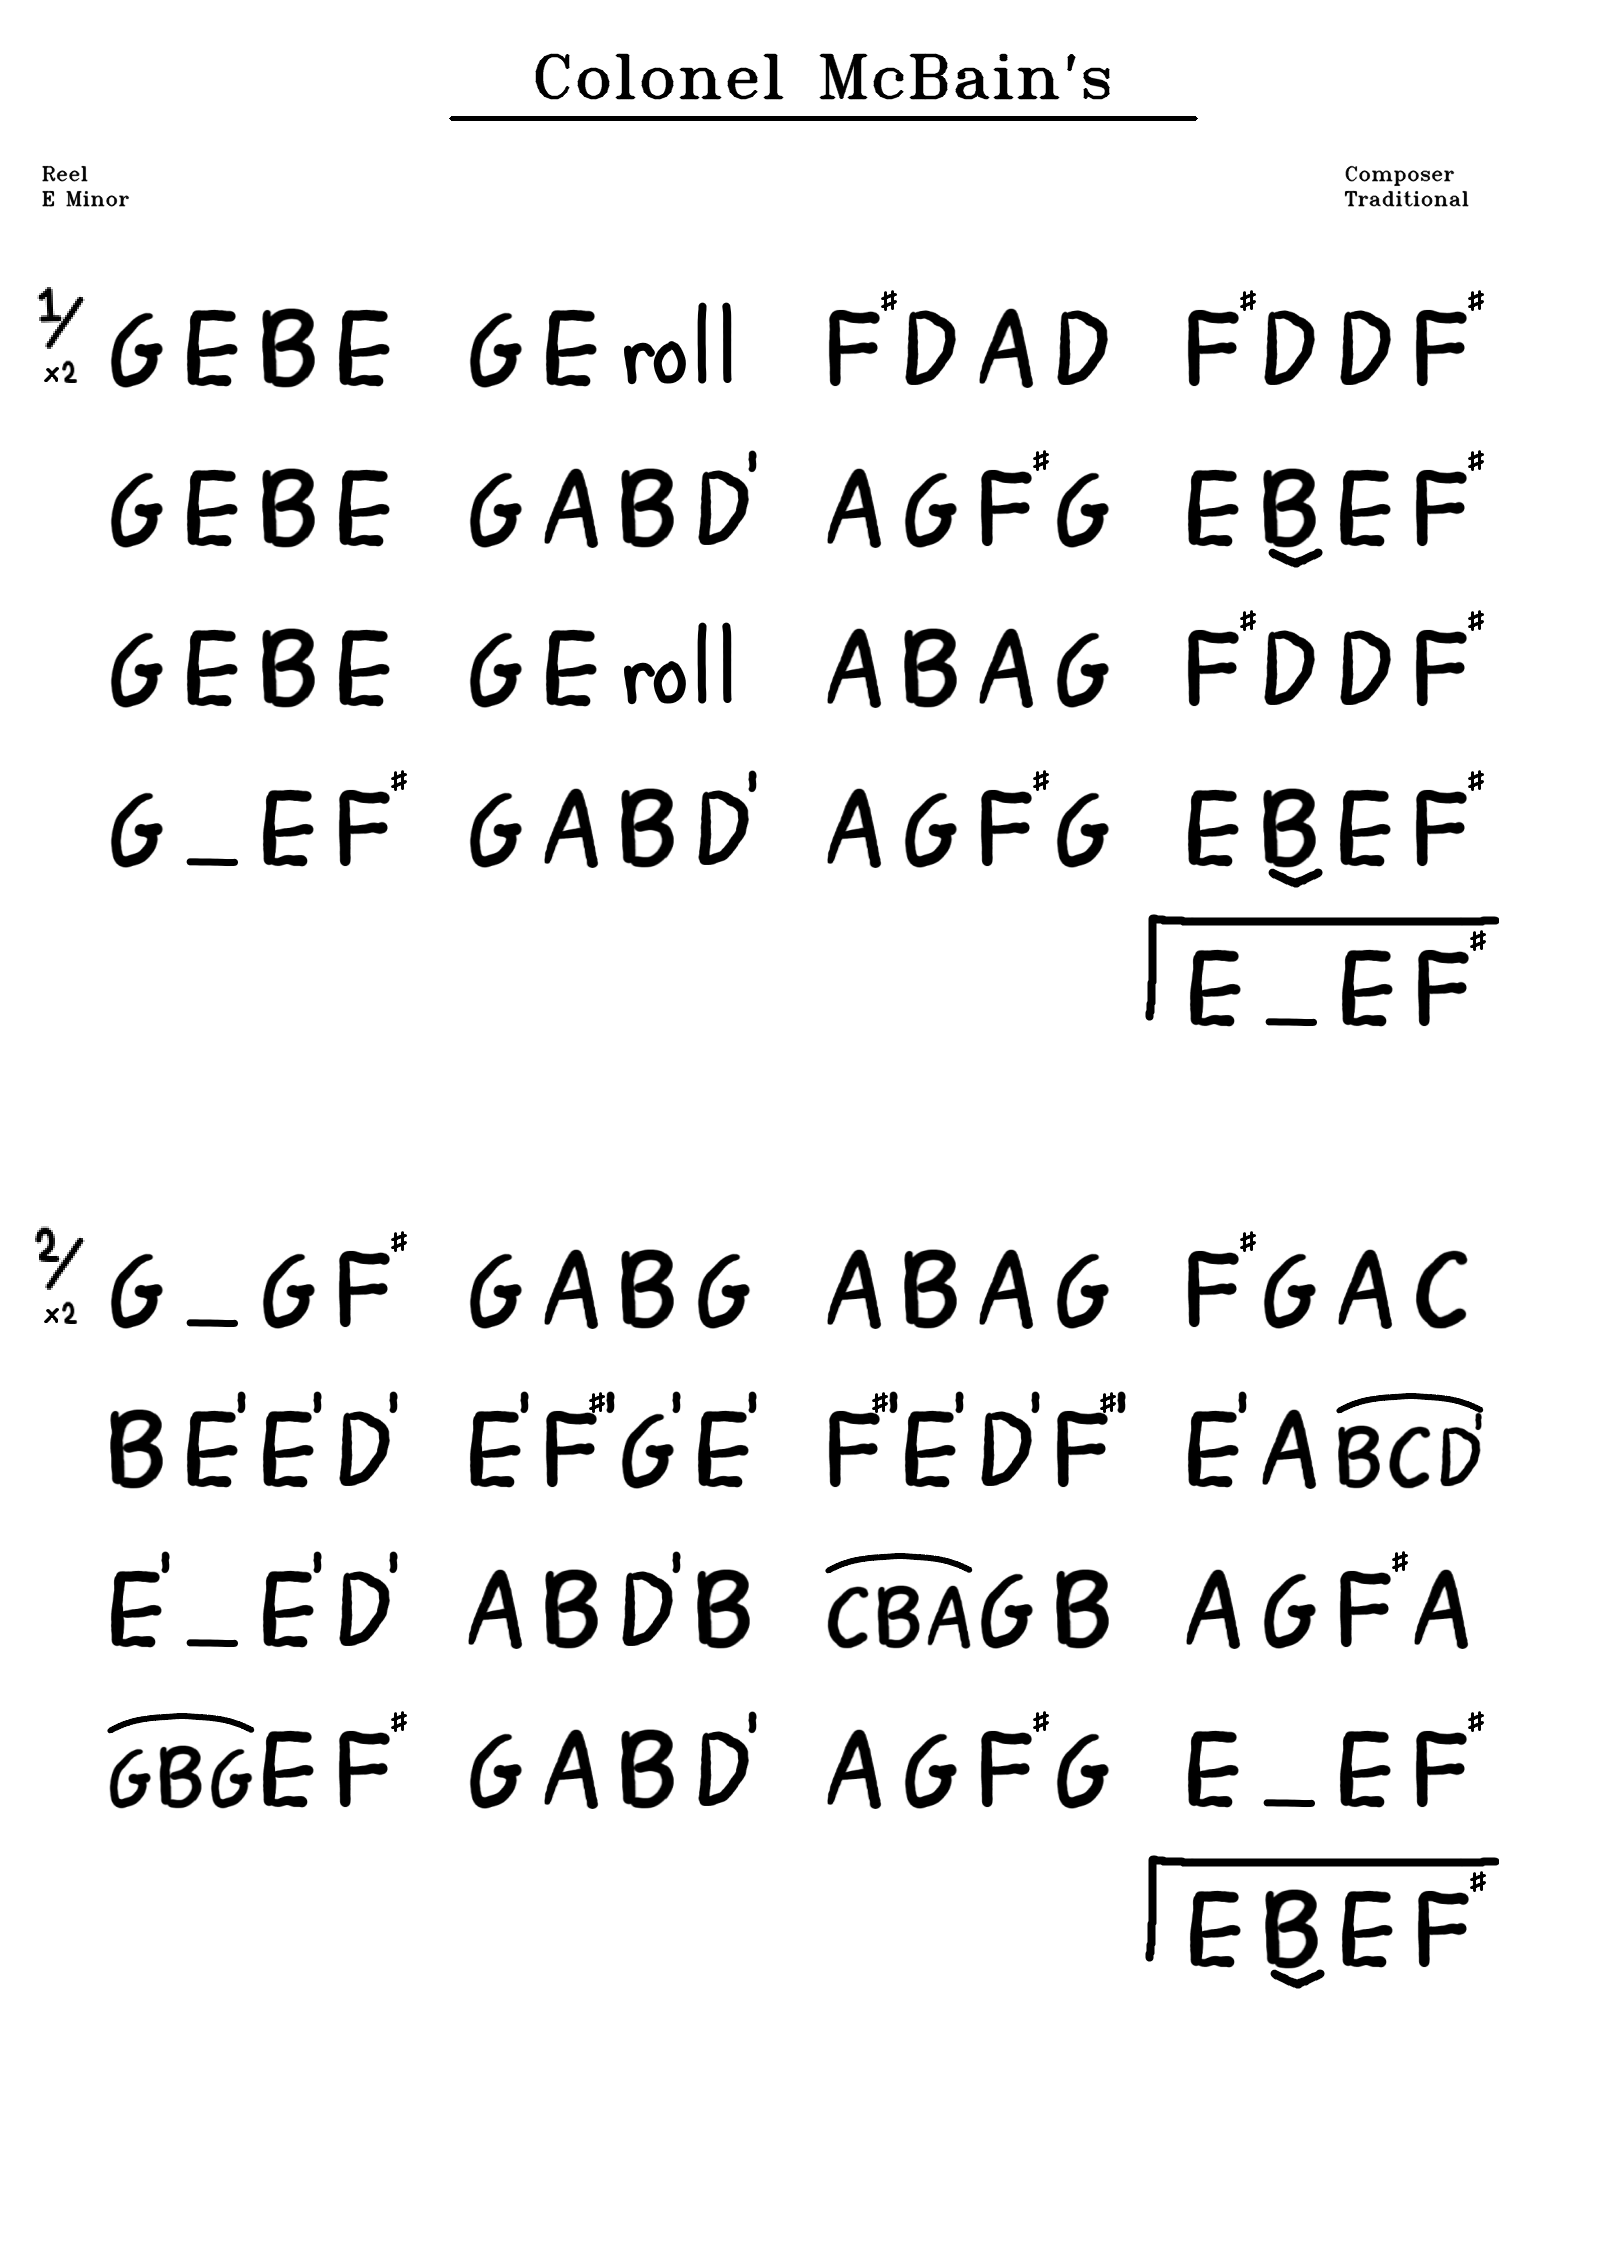 Colonel McBain's
Reel
E Minor
Composer
Traditional
1/ x2 GEBE GEroll F♯DAD F♯DDF♯
GEBE GABD' AGF♯G EBEF♯
GEBE GEroll ABAG F♯DDF♯
G_EF♯ GABD' AGF♯G EBEF♯
E_EF♯
2/ x2 G_GF♯ GABG ABAG F♯GAC
BE'E'D' E'F♯'G'E' F♯'E'D'F♯' E'ABCD'
E'_E'D' ABD'B CBAGB AGF♯A
GBGEF♯ GABD' AGF♯G E_EF♯
EBEF♯